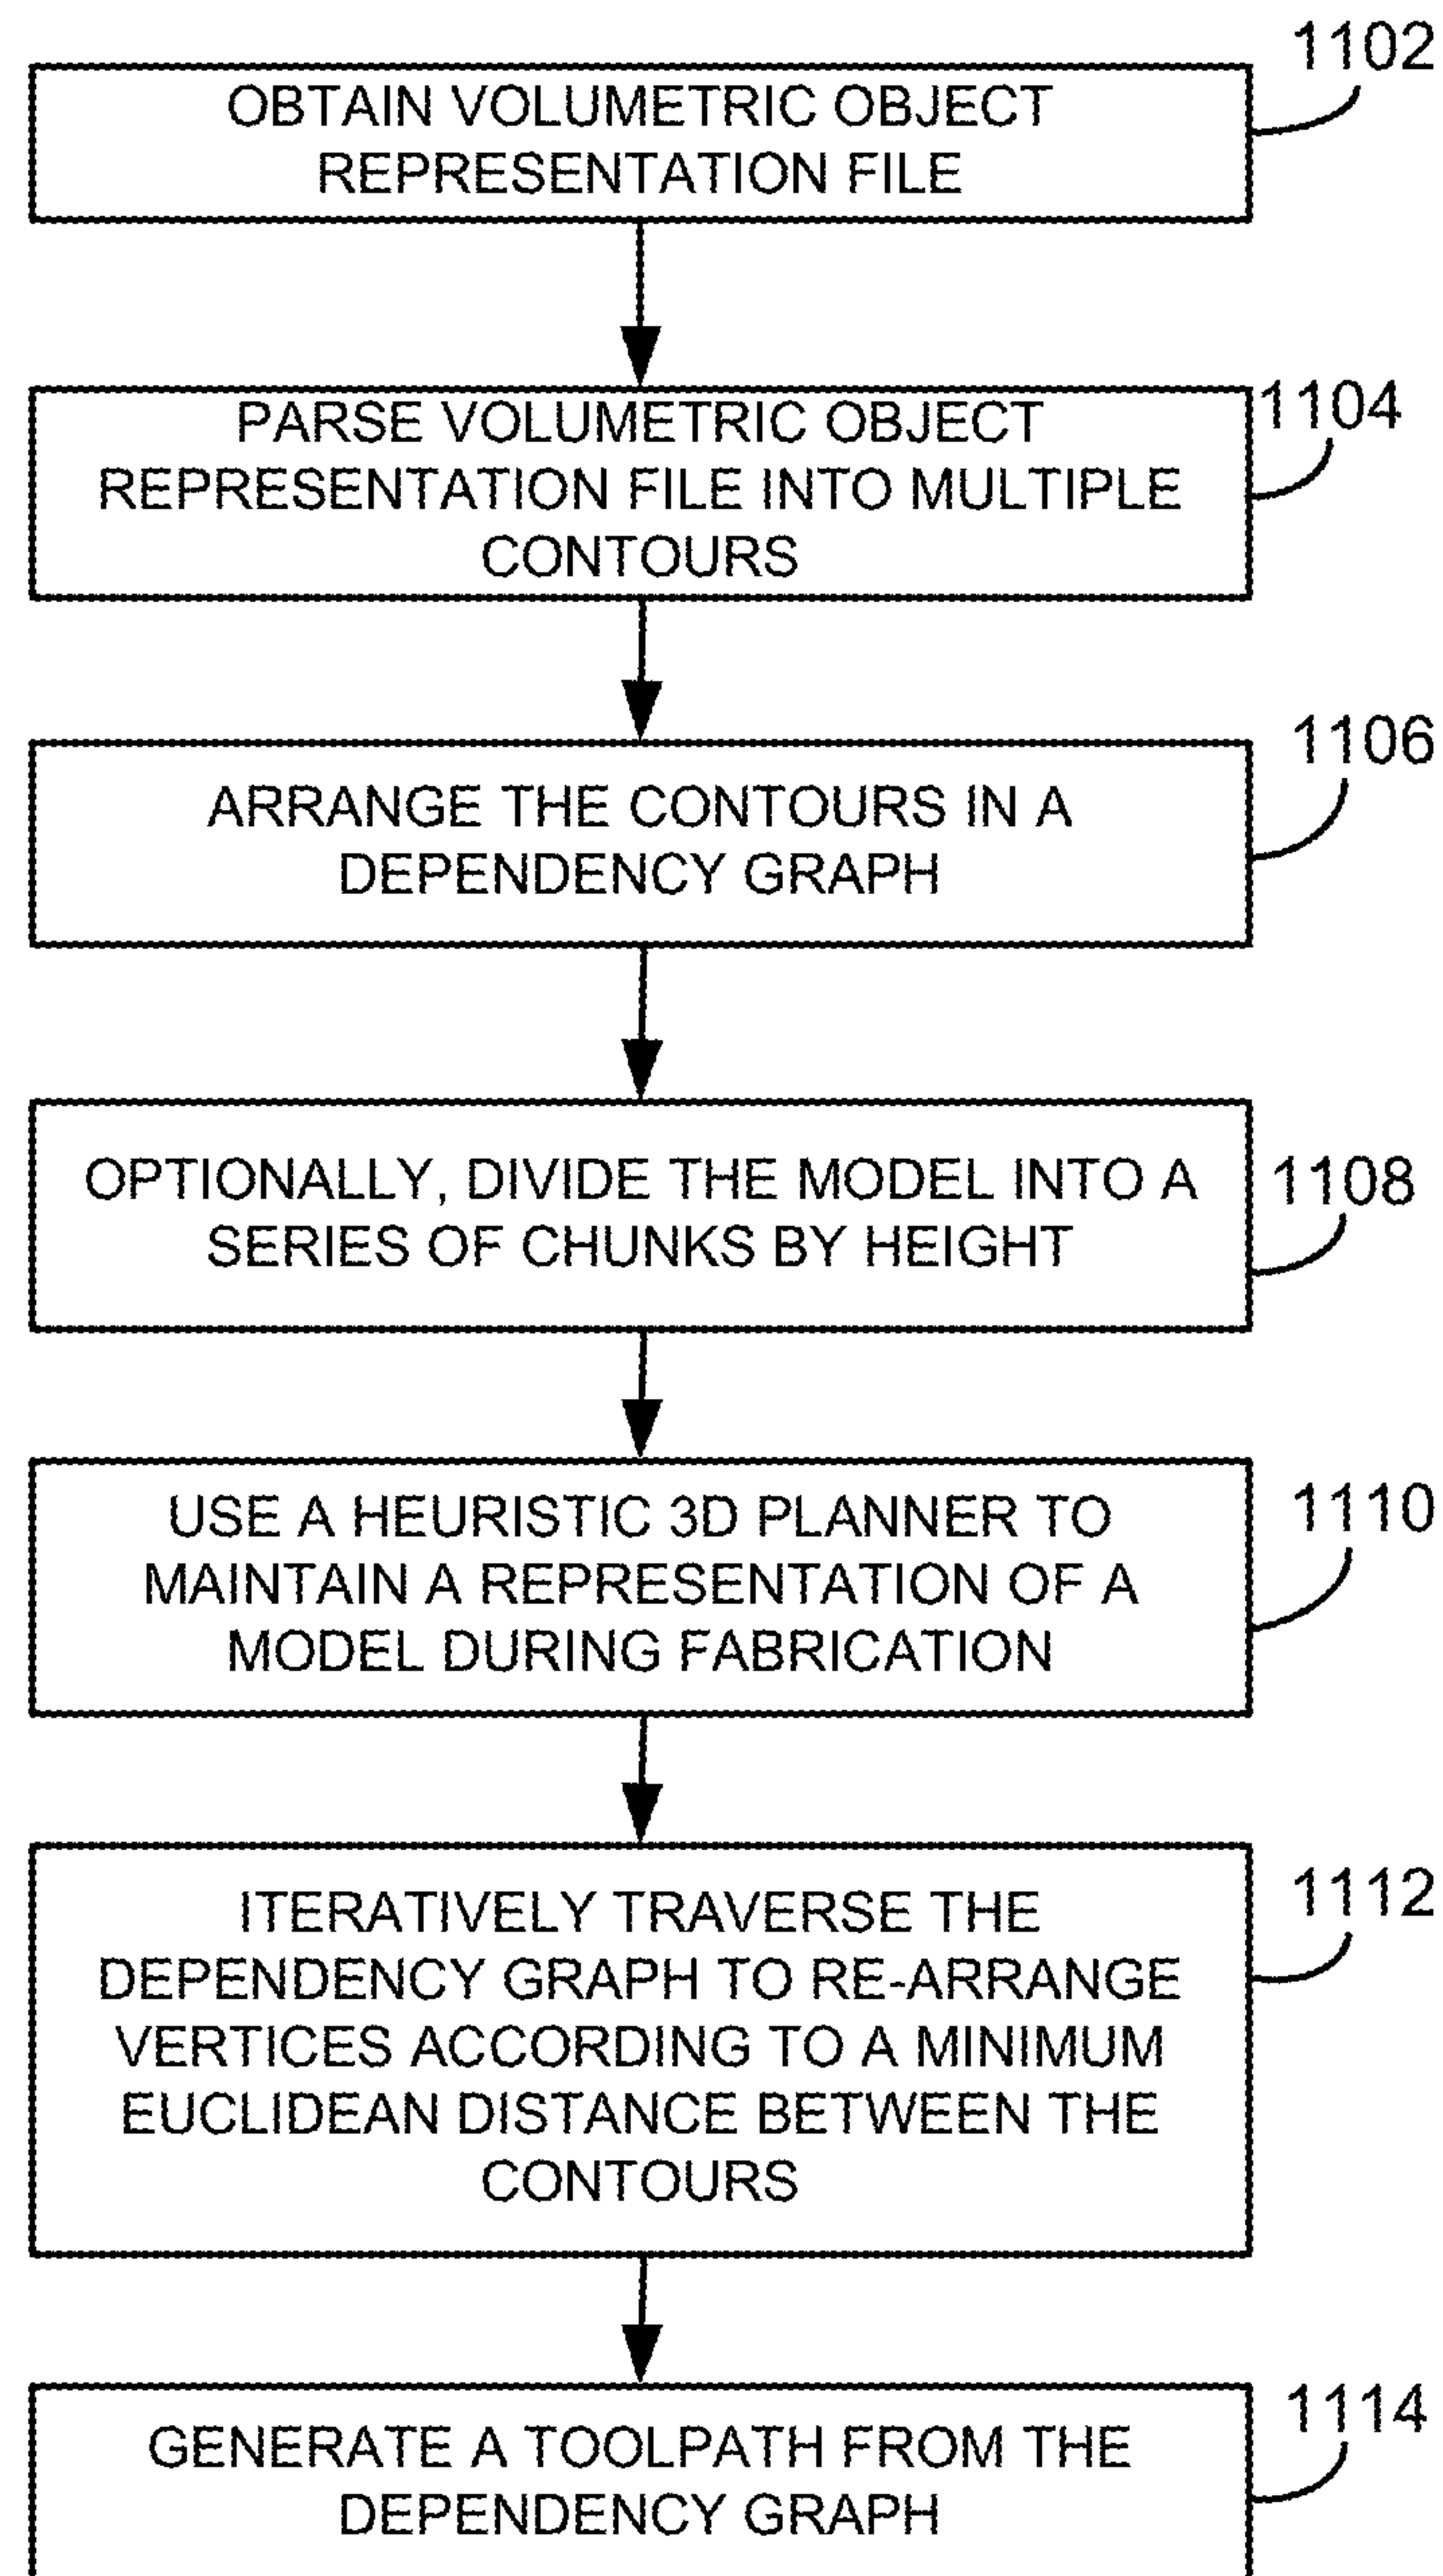 1102
OBTAIN VOLUMETRIC OBJECT
REPRESENTATION FILE
1104
PARSE VOLUMETRIC OBJECT
REPRESENTATION FILE INTO MULTIPLE
CONTOURS
1106
ARRANGE THE CONTOURS IN A
DEPENDENCY GRAPH
1108
OPTIONALLY, DIVIDE THE MODEL INTO A
SERIES OF CHUNKS BY HEIGHT
1110
USE A HEURISTIC 3D PLANNER TO
MAINTAIN A REPRESENTATION OF A
MODEL DURING FABRICATION
1112
ITERATIVELY TRAVERSE THE
DEPENDENCY GRAPH TO RE-ARRANGE
VERTICES ACCORDING TO A MINIMUM
EUCLIDEAN DISTANCE BETWEEN THE
CONTOURS
1114
GENERATE A TOOLPATH FROM THE
DEPENDENCY GRAPH